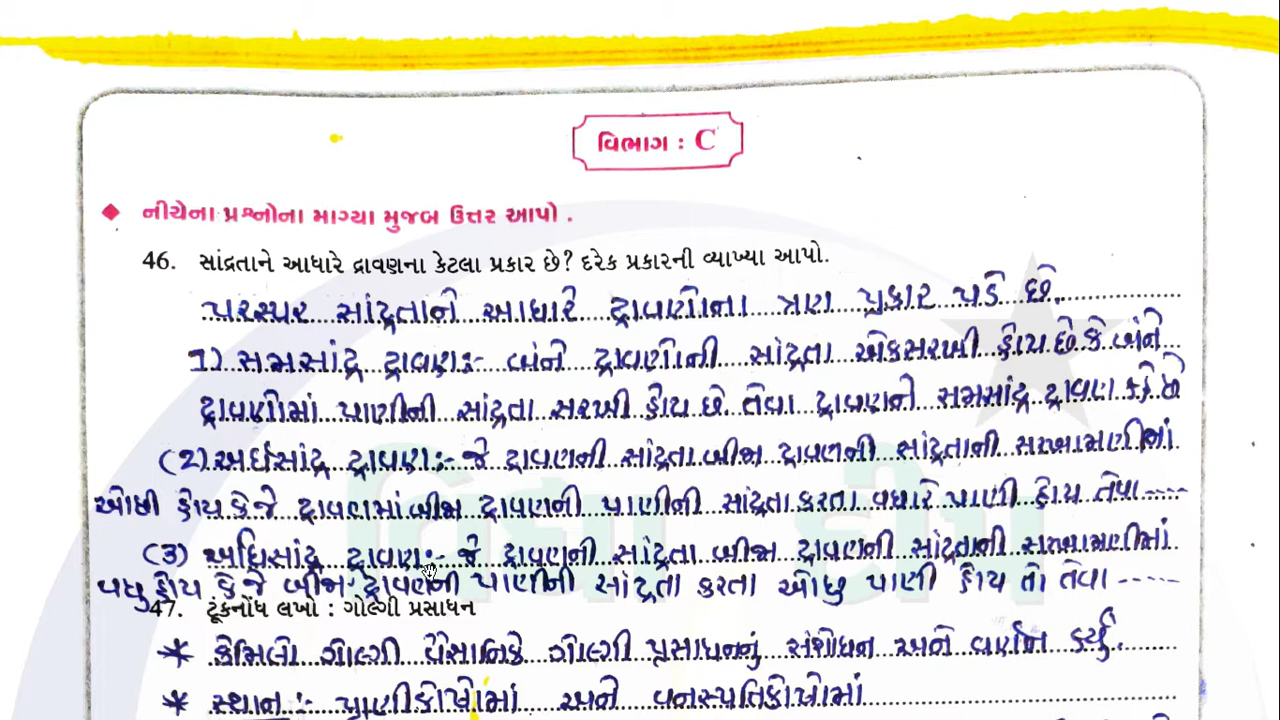 વિભાગ : C
નીચેના પ્રશ્નોના માગ્યા મુજબ ઉત્તર આપો .
46. સાંદ્રતાને આધારે દ્રાવણના કેટલા પ્રકાર છે? દરેક પ્રકારની વ્યાખ્યા આપો.
પરસ્પર સાંદ્રતાને આધારે દ્રાવણોના ત્રણ પ્રકાર પડે છે.
1) સમસાંદ્ર દ્રાવણ:- બંને દ્રાવણોની સાંદ્રતા એકસરખી હોય છે કે બંને
દ્રાવણોમાં પાણીની સાંદ્રતા સરખી હોય છે તેવા દ્રાવણને સમસાંદ્ર દ્રાવણ કહે છે
(2) અર્ધસાંદ્ર દ્રાવણ:- જે દ્રાવણની સાંદ્રતા બીજા દ્રાવણની સાંદ્રતાની સરખામણીમાં
ઓછી હોય કે જે દ્રાવણમાં બીજા દ્રાવણની પાણીની સાંદ્રતા કરતા વધારે પાણી હોય તેવા ----
(3) અધિસાંદ્ર દ્રાવણ:- જે દ્રાવણની સાંદ્રતા બીજા દ્રાવણની સાંદ્રતાની સરખામણીમાં
વધુ હોય કે જે બીજા દ્રાવણની પાણીની સાંદ્રતા કરતા ઓછુ પાણી હોય તો તેવા ----
47. ટૂંકનોંધ લખો : ગોલ્ગી પ્રસાધન
* કેમિલો ગોલ્ગી વૈજ્ઞાનિકે ગોલ્ગી પ્રસાધનનું સંશોધન અને વર્ણન કર્યું.
* સ્થાન:- પ્રાણીકોષોમાં અને વનસ્પતિકોષોમાં